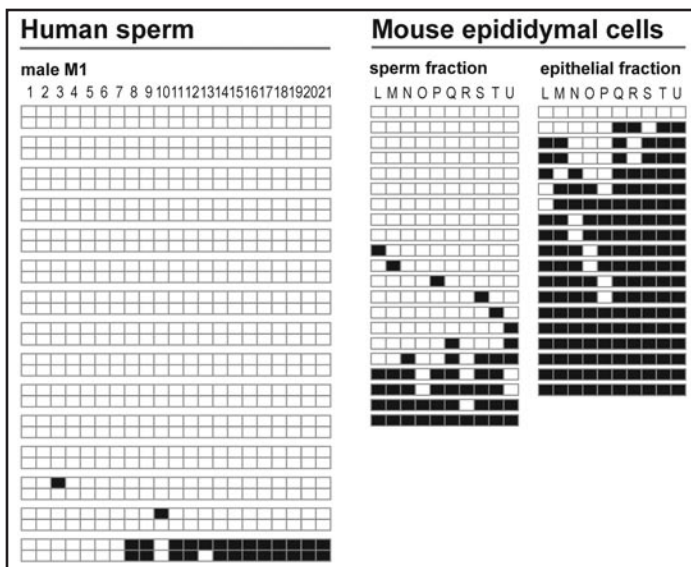 Human sperm
male M1
1 2 3 4 5 6 7 8 9 10 11 12 13 14 15 16 17 18 19 20 21
Mouse epididymal cells
sperm fraction
L M N O P Q R S T U
epithelial fraction
L M N O P Q R S T U